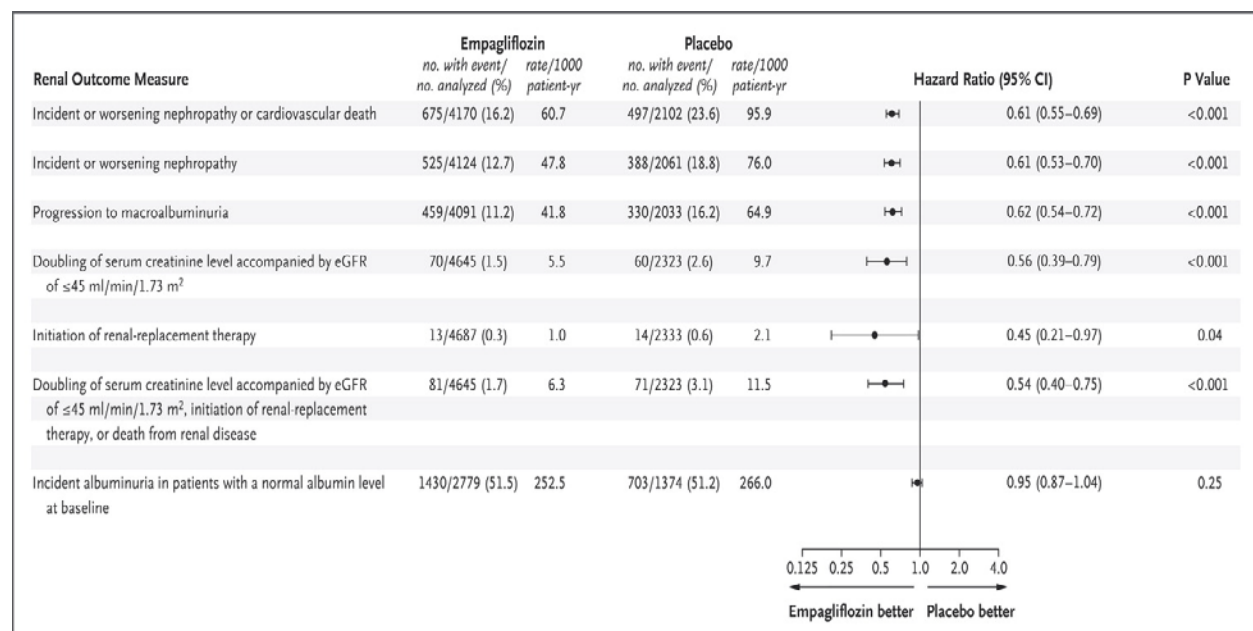 Empagliflozin Placebo
Renal Outcome Measure no. with event/ no. analyzed (%) rate/1000 patient-yr no. with event/ no. analyzed (%) rate/1000 patient-yr Hazard Ratio (95% CI) P Value
Incident or worsening nephropathy or cardiovascular death 675/4170 (16.2) 60.7 497/2102 (23.6) 95.9 0.61 (0.55–0.69) <0.001
Incident or worsening nephropathy 525/4124 (12.7) 47.8 388/2061 (18.8) 76.0 0.61 (0.53–0.70) <0.001
Progression to macroalbuminuria 459/4091 (11.2) 41.8 330/2033 (16.2) 64.9 0.62 (0.54–0.72) <0.001
Doubling of serum creatinine level accompanied by eGFR 70/4645 (1.5) 5.5 60/2323 (2.6) 9.7 0.56 (0.39–0.79) <0.001
of ≤45 ml/min/1.73 m²
Initiation of renal-replacement therapy 13/4687 (0.3) 1.0 14/2333 (0.6) 2.1 0.45 (0.21–0.97) 0.04
Doubling of serum creatinine level accompanied by eGFR 81/4645 (1.7) 6.3 71/2323 (3.1) 11.5 0.54 (0.40–0.75) <0.001
of ≤45 ml/min/1.73 m², initiation of renal-replacement
therapy, or death from renal disease
Incident albuminuria in patients with a normal albumin level 1430/2779 (51.5) 252.5 703/1374 (51.2) 266.0 0.95 (0.87–1.04) 0.25
at baseline
0.125 0.25 0.5 1.0 2.0 4.0
Empagliflozin better Placebo better